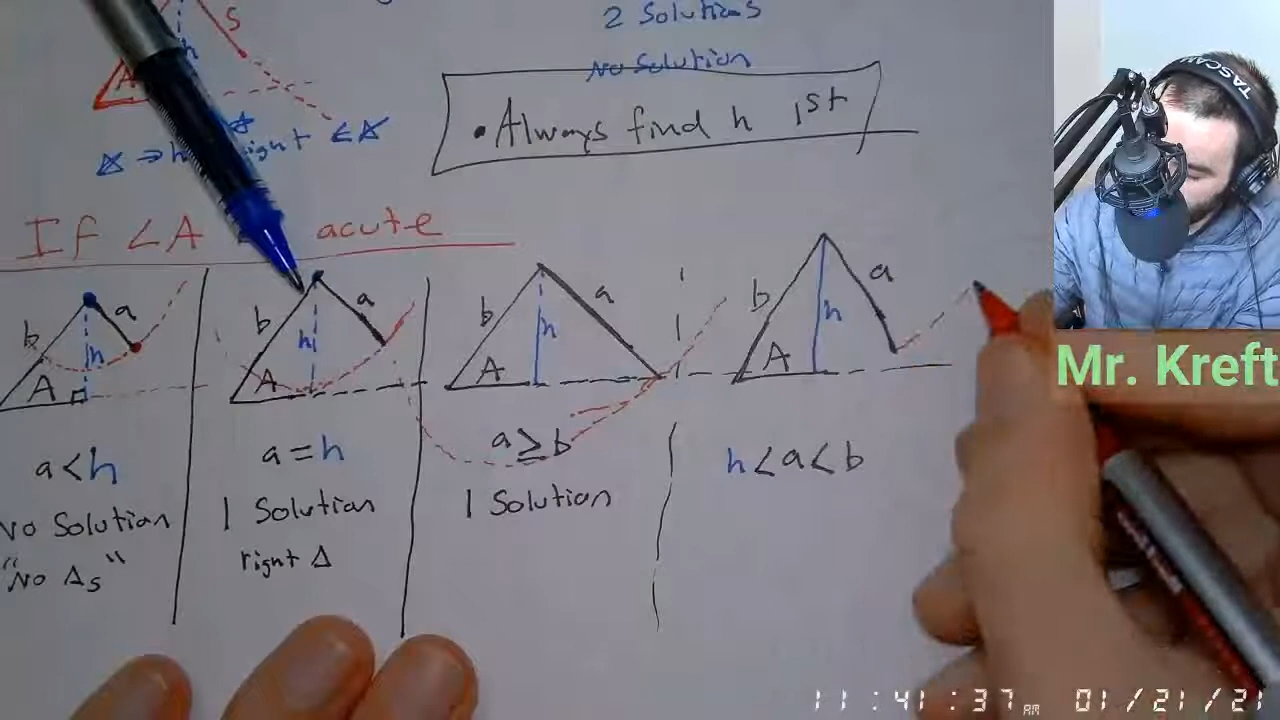 S
2 Solutions
h
No Solution
A
• Always find h 1st
If ∠A acute
b a h A
b a h A
b a h A
b a h A
a < h
a = h
a ≥ b
h < a < b
No Solution
1 Solution
1 Solution
"No Δs"
right Δ
TASCAM
Mr. Kreft
11:41:37 AM 01/21/21